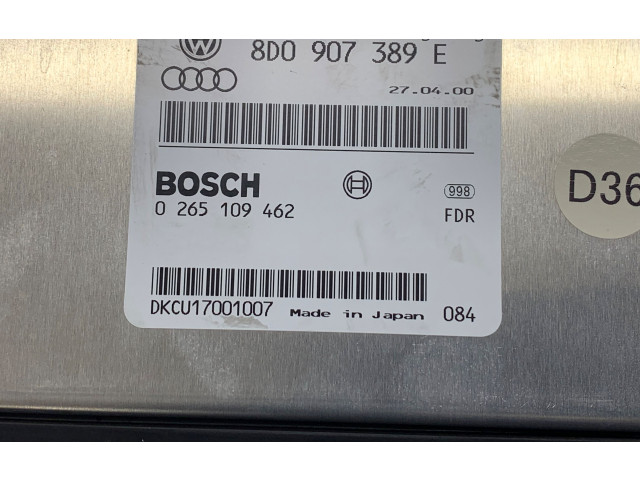 8D0 907 389 E
27.04.00
BOSCH
0 265 109 462
998
FDR
D36
DKCU17001007 Made in Japan 084